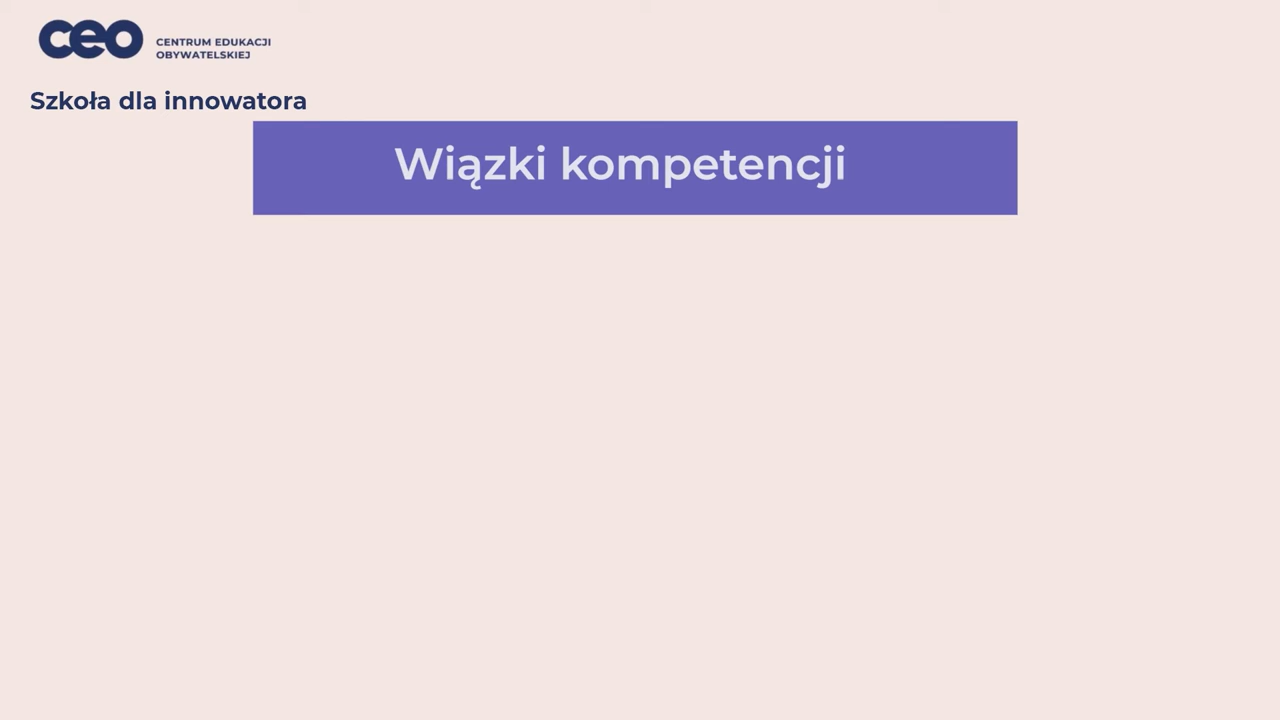 ceo
CENTRUM EDUKACJI
OBYWATELSKIEJ
Szkoła dla innowatora
Wiązki kompetencji